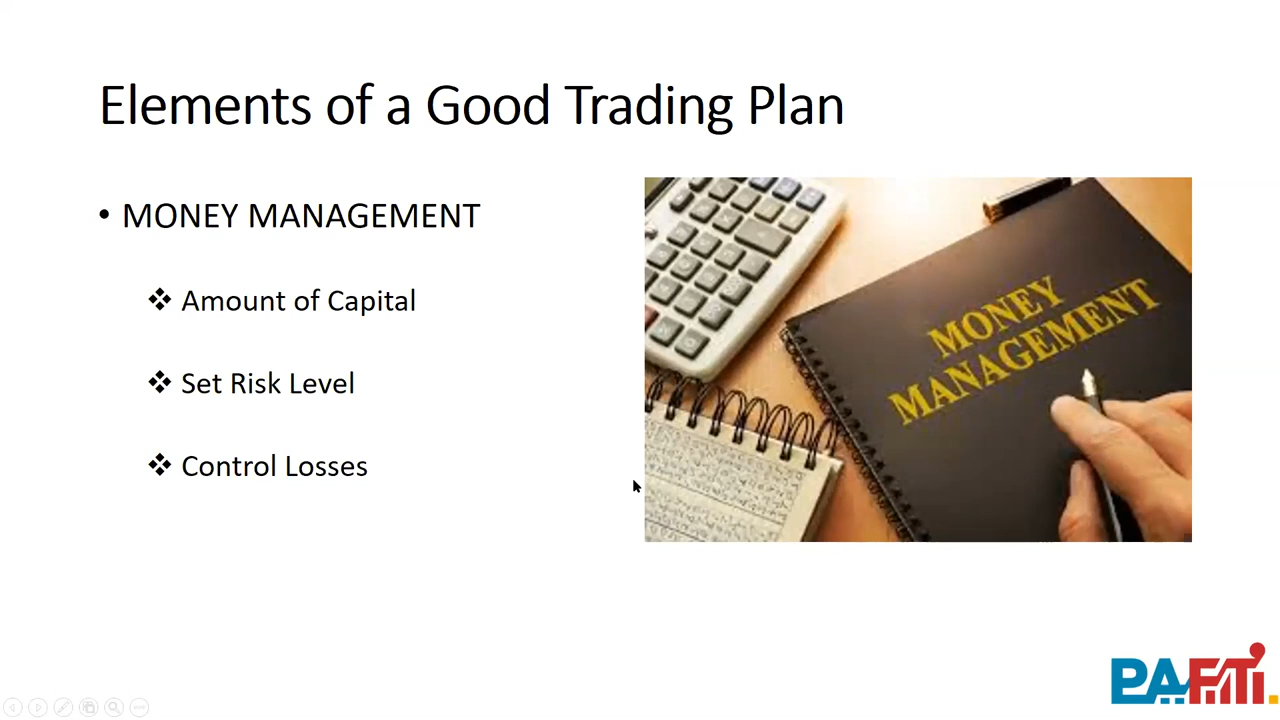 Elements of a Good Trading Plan
• MONEY MANAGEMENT
❖ Amount of Capital
❖ Set Risk Level
❖ Control Losses
MONEY
MANAGEMENT
PAFTi.